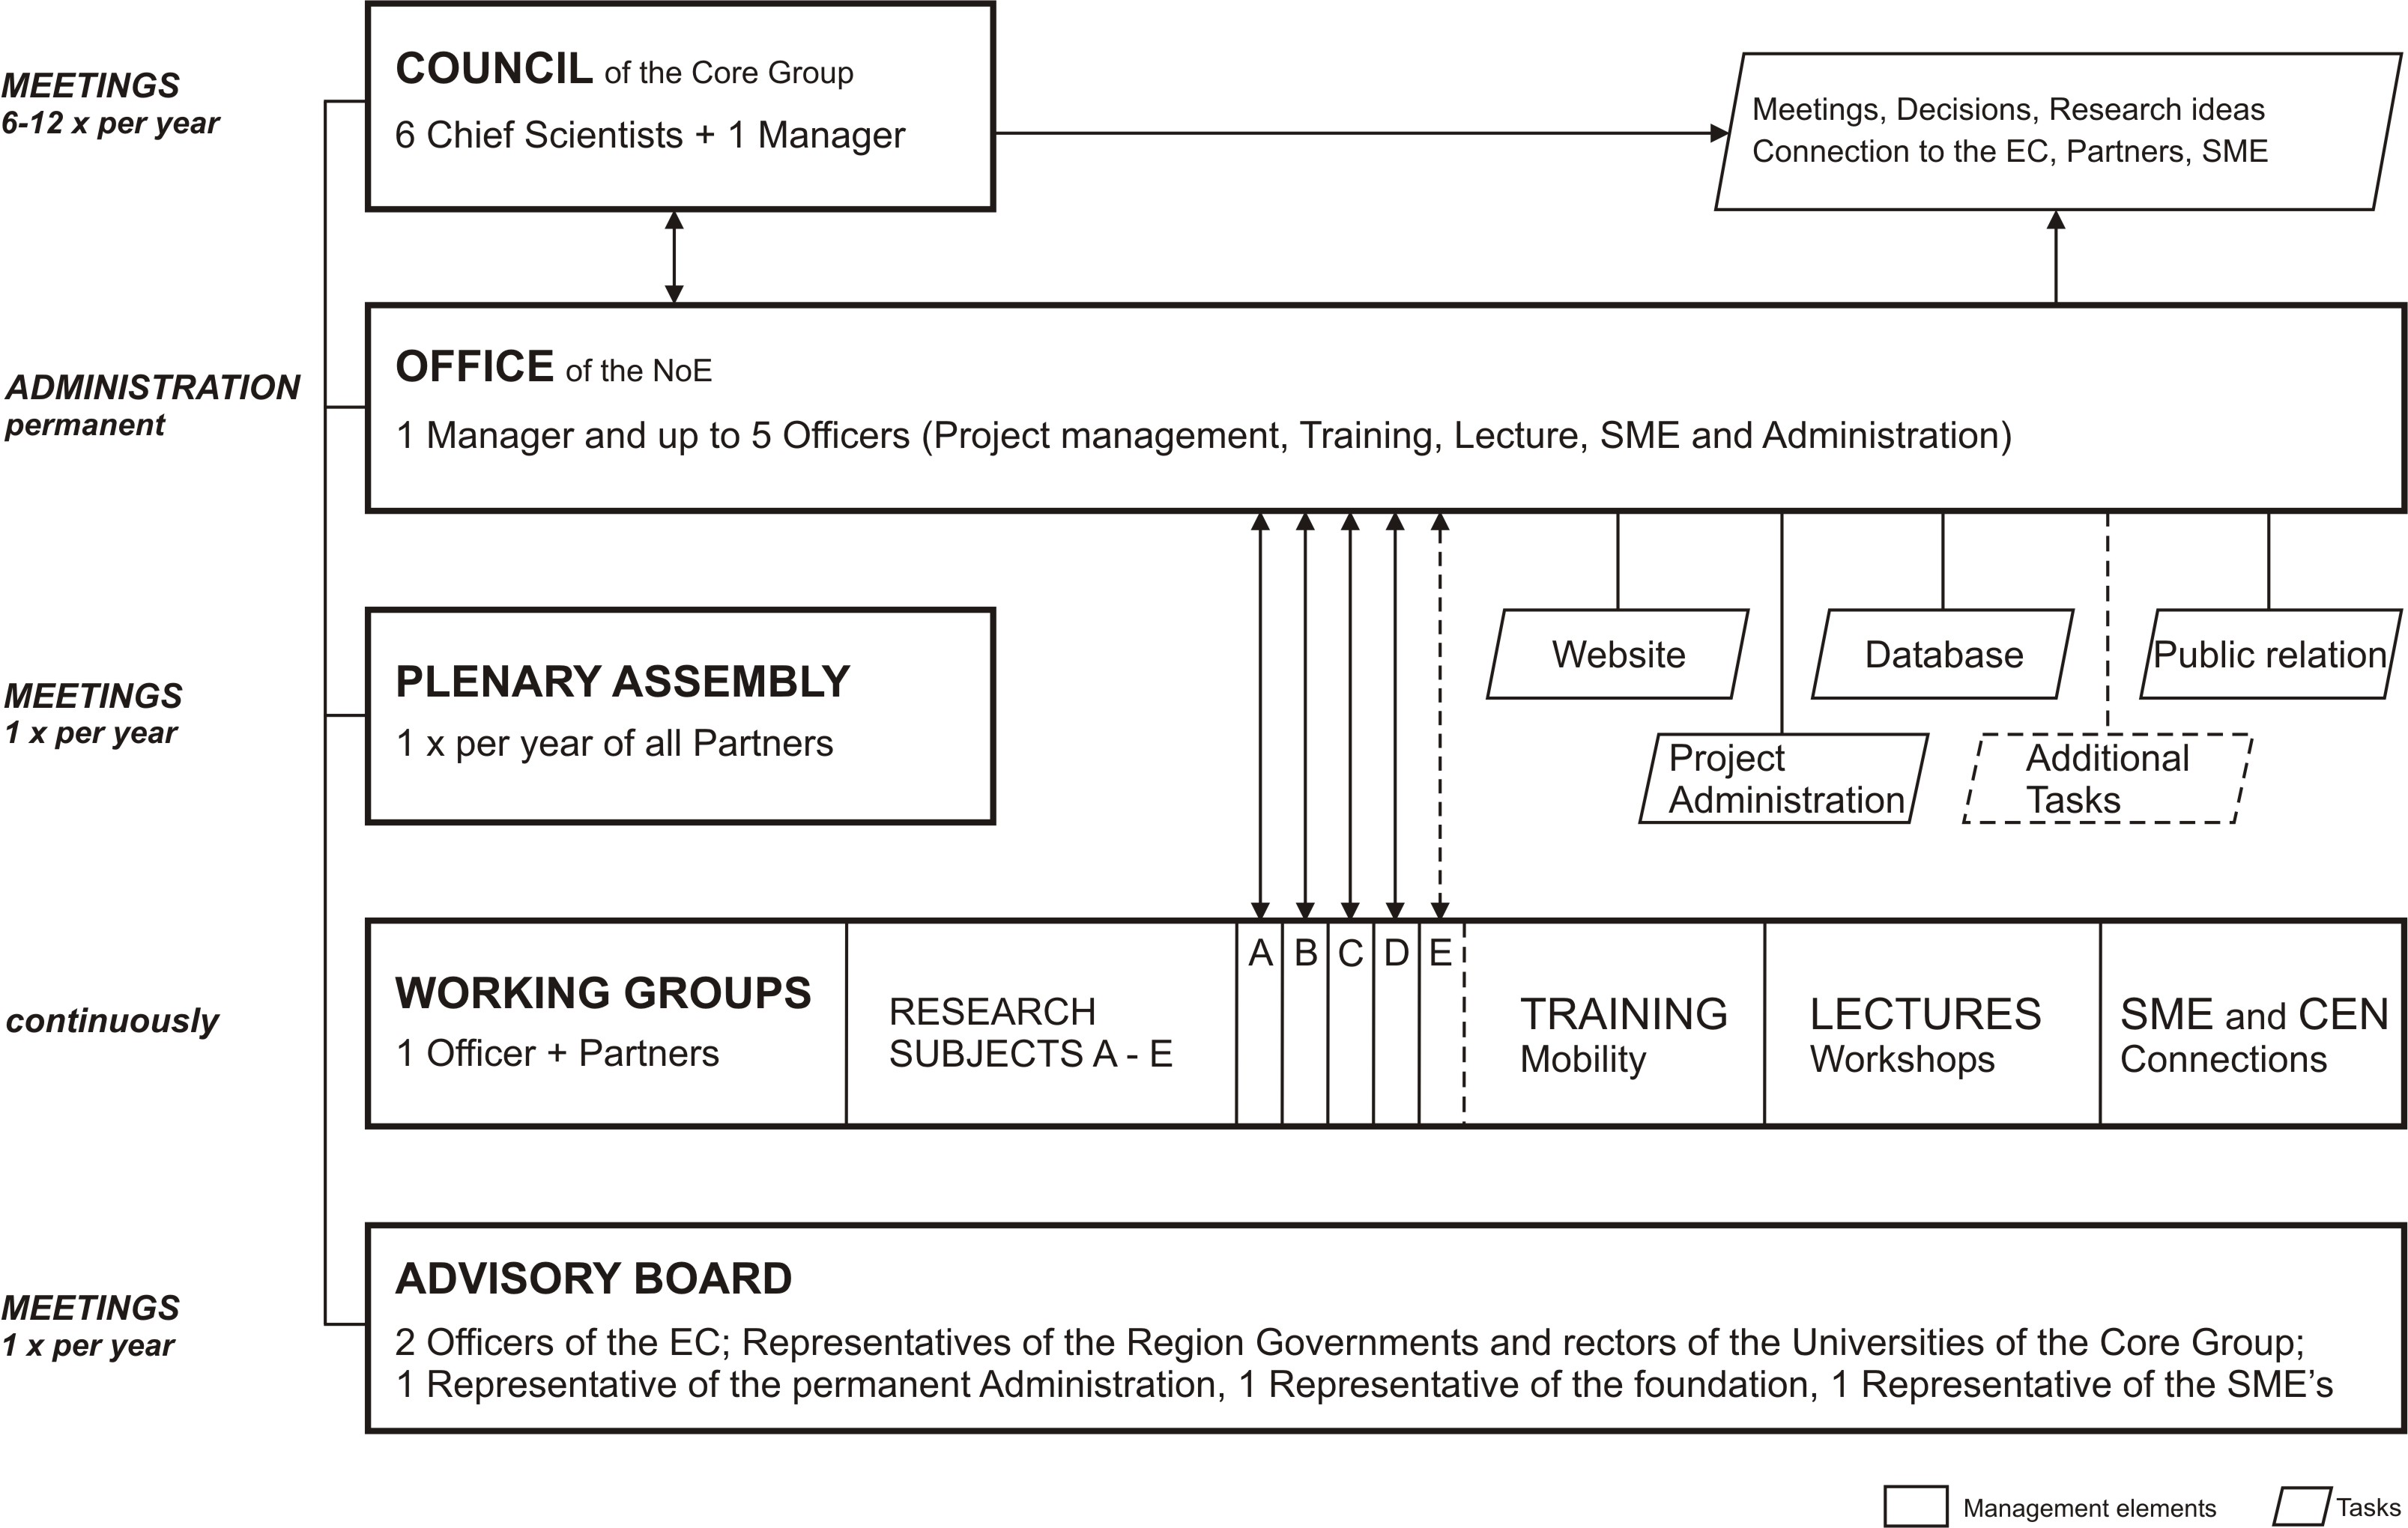 MEETINGS
6-12 x per year
COUNCIL of the Core Group
6 Chief Scientists + 1 Manager
Meetings, Decisions, Research ideas
Connection to the EC, Partners, SME
ADMINISTRATION
permanent
OFFICE of the NoE
1 Manager and up to 5 Officers (Project management, Training, Lecture, SME and Administration)
MEETINGS
1 x per year
PLENARY ASSEMBLY
1 x per year of all Partners
Website
Database
Public relation
Project
Administration
Additional
Tasks
continuously
WORKING GROUPS
1 Officer + Partners
RESEARCH
SUBJECTS A - E
A
B
C
D
E
TRAINING
Mobility
LECTURES
Workshops
SME and CEN
Connections
MEETINGS
1 x per year
ADVISORY BOARD
2 Officers of the EC; Representatives of the Region Governments and rectors of the Universities of the Core Group;
1 Representative of the permanent Administration, 1 Representative of the foundation, 1 Representative of the SME’s
Management elements
Tasks